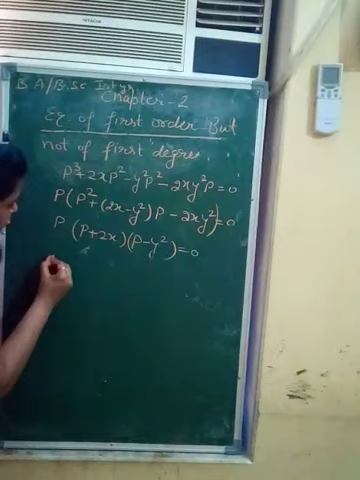 HITACHI
B A/B.Sc Ist yr
Chapter-2
Eq of first order But
not of first degree
P³+2xP²-y²P²-2xy²P=0
P(P²+(2x-y²)P-2xy²)=0
P(P+2x)(P-y²)=0